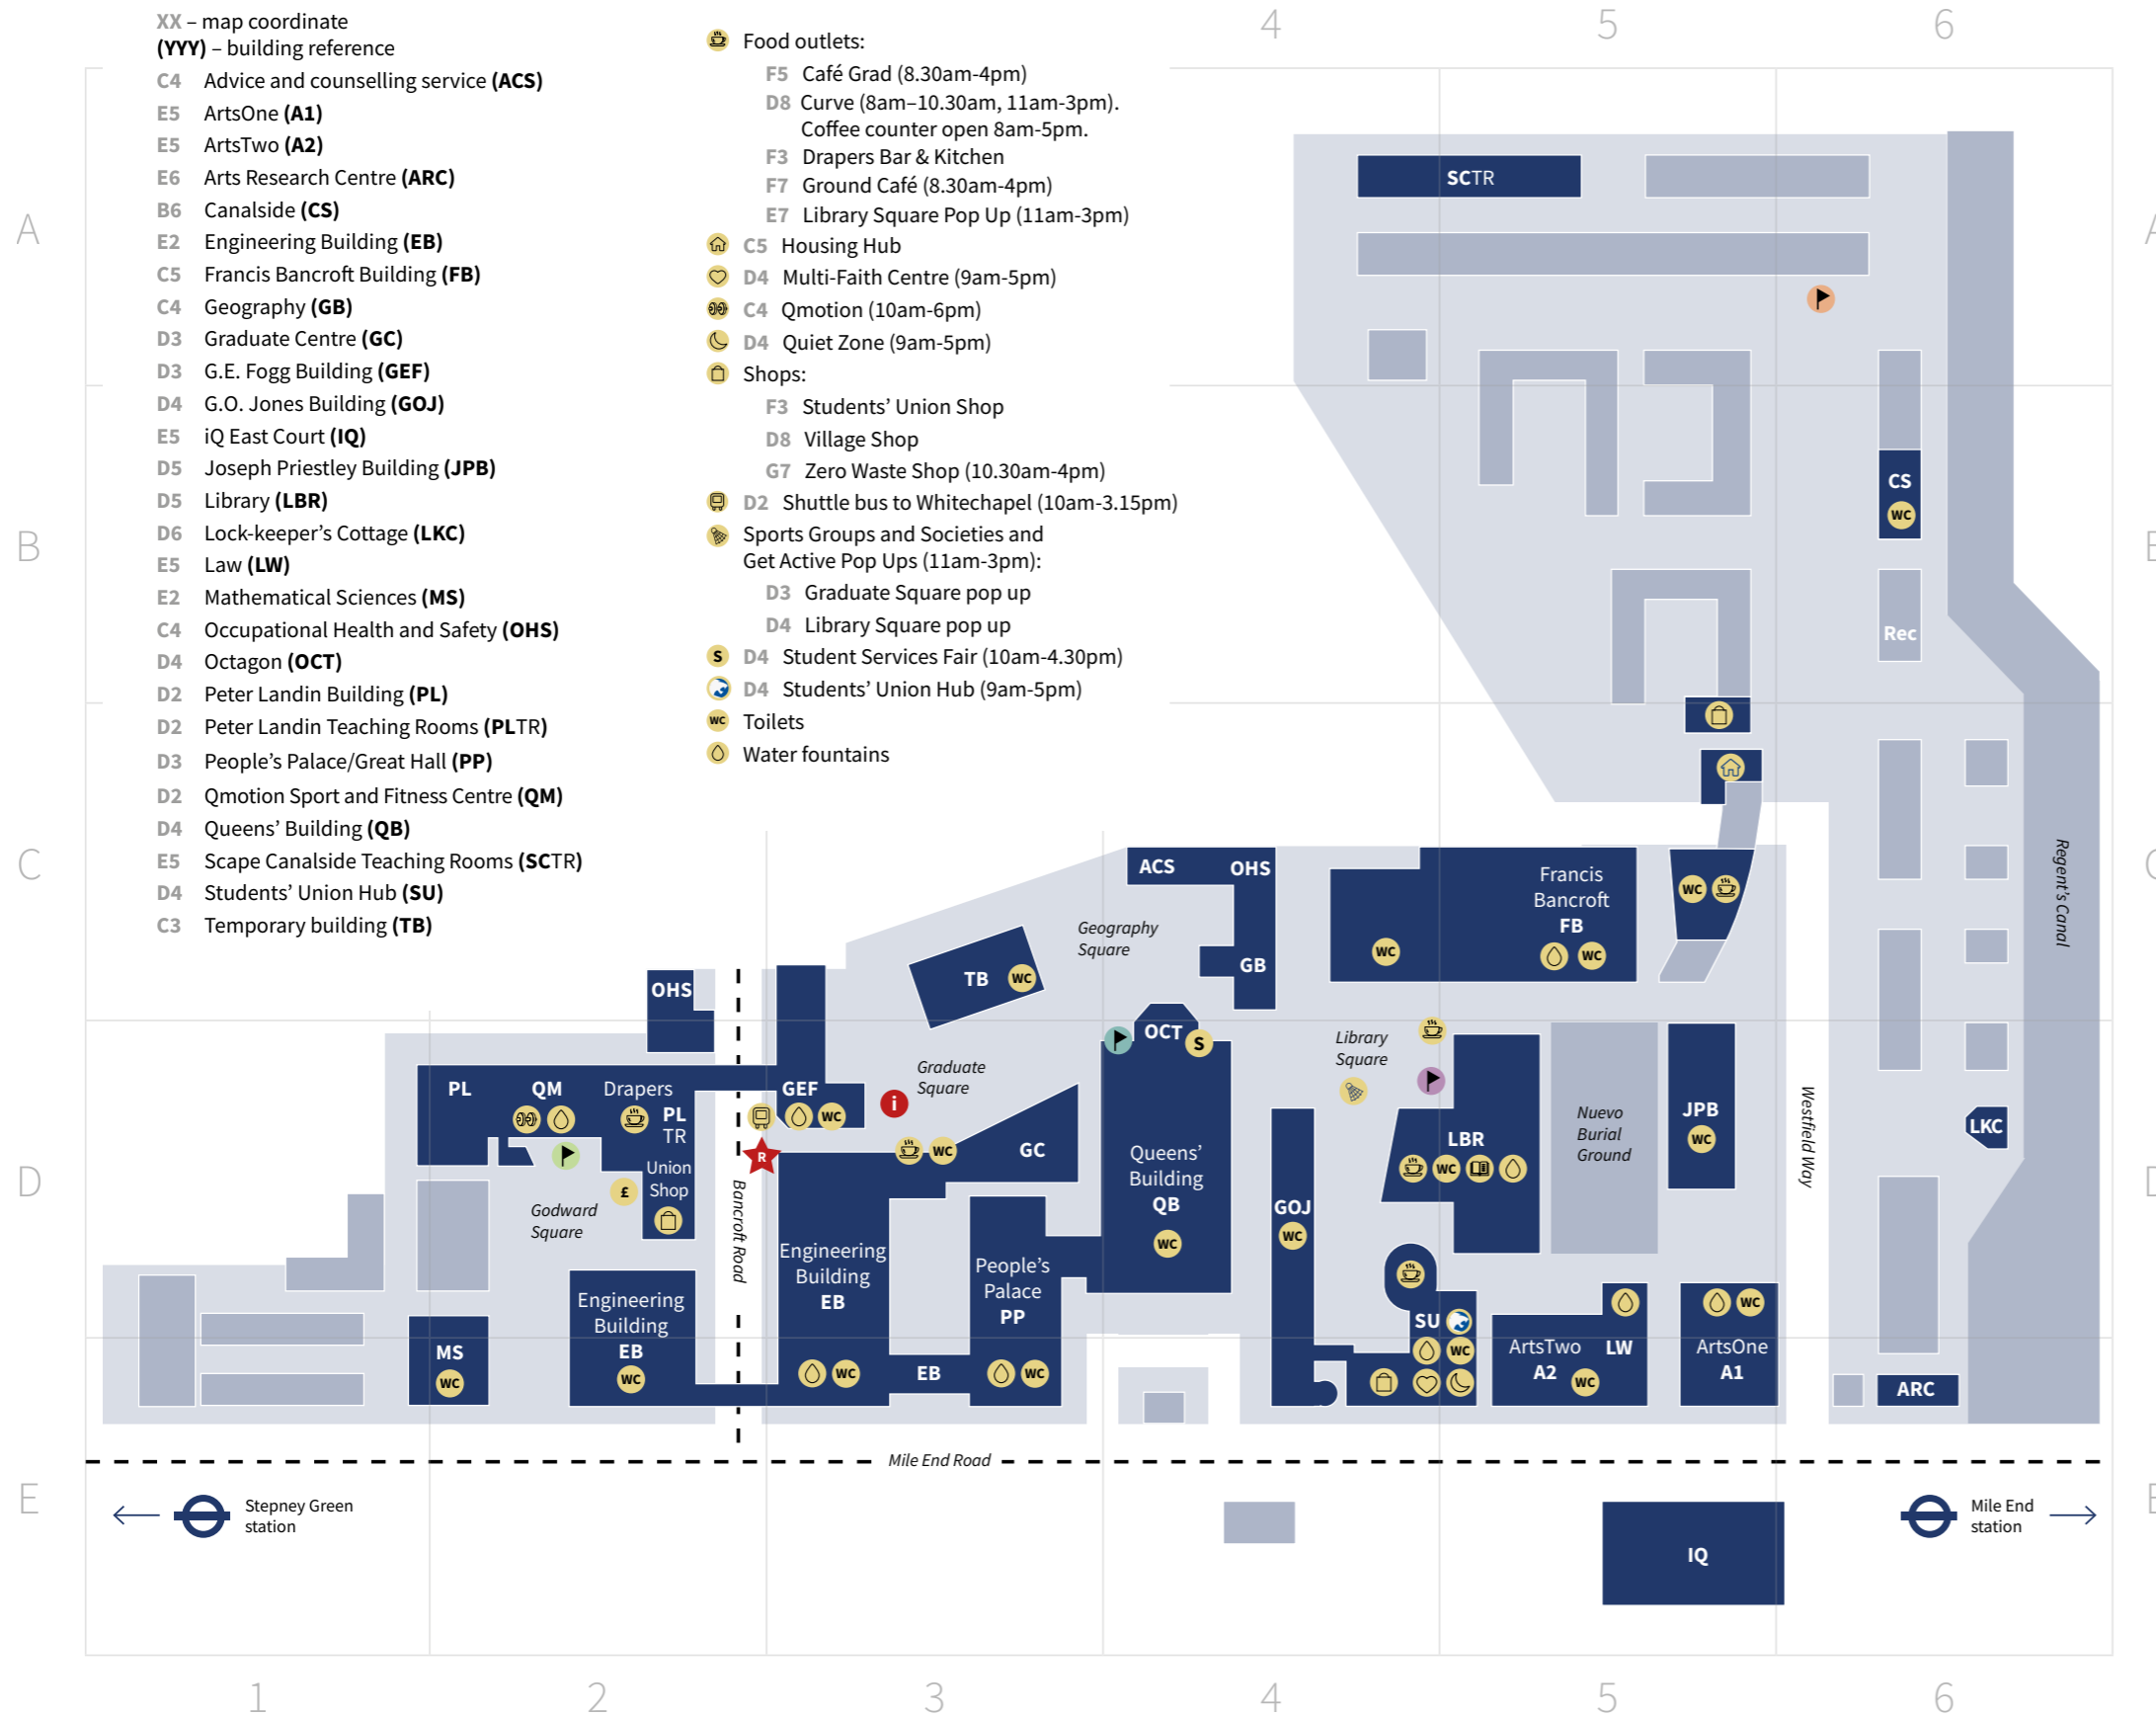 XX – map coordinate
(YYY) – building reference
C4 Advice and counselling service (ACS)
E5 ArtsOne (A1)
E5 ArtsTwo (A2)
E6 Arts Research Centre (ARC)
B6 Canalside (CS)
E2 Engineering Building (EB)
C5 Francis Bancroft Building (FB)
C4 Geography (GB)
D3 Graduate Centre (GC)
D3 G.E. Fogg Building (GEF)
D4 G.O. Jones Building (GOJ)
E5 iQ East Court (IQ)
D5 Joseph Priestley Building (JPB)
D5 Library (LBR)
D6 Lock-keeper’s Cottage (LKC)
E5 Law (LW)
E2 Mathematical Sciences (MS)
C4 Occupational Health and Safety (OHS)
D4 Octagon (OCT)
D2 Peter Landin Building (PL)
D2 Peter Landin Teaching Rooms (PLTR)
D3 People’s Palace/Great Hall (PP)
D2 Qmotion Sport and Fitness Centre (QM)
D4 Queens’ Building (QB)
E5 Scape Canalside Teaching Rooms (SCTR)
D4 Students’ Union Hub (SU)
C3 Temporary building (TB)
Food outlets:
F5 Café Grad (8.30am-4pm)
D8 Curve (8am–10.30am, 11am-3pm).
Coffee counter open 8am-5pm.
F3 Drapers Bar & Kitchen
F7 Ground Café (8.30am-4pm)
E7 Library Square Pop Up (11am-3pm)
C5 Housing Hub
D4 Multi-Faith Centre (9am-5pm)
C4 Qmotion (10am-6pm)
D4 Quiet Zone (9am-5pm)
Shops:
F3 Students’ Union Shop
D8 Village Shop
G7 Zero Waste Shop (10.30am-4pm)
D2 Shuttle bus to Whitechapel (10am-3.15pm)
Sports Groups and Societies and
Get Active Pop Ups (11am-3pm):
D3 Graduate Square pop up
D4 Library Square pop up
S D4 Student Services Fair (10am-4.30pm)
D4 Students’ Union Hub (9am-5pm)
WC Toilets
Water fountains
4 5 6
A
A
B
B
C
C
D
D
E
E
SCTR
CS
WC
Rec
Regent’s Canal
ACS
OHS
Geography
Square
GB
TB
WC
Francis
Bancroft
FB
WC
WC
WC
OHS
OCT
S
Library
Square
Graduate
Square
PL
QM
Drapers
PL
TR
GEF
WC
i
R
WC
GC
Union
Shop
£
Godward
Square
Bancroft Road
Queens’
Building
QB
WC
GOJ
WC
LBR
WC
Nuevo
Burial
Ground
JPB
WC
Westfield Way
LKC
Engineering
Building
EB
WC
Engineering
Building
EB
WC
EB
People’s
Palace
PP
WC
MS
WC
SU
WC
ArtsTwo
A2
LW
WC
WC
ArtsOne
A1
ARC
Mile End Road
Stepney Green
station
Mile End
station
IQ
1 2 3 4 5 6